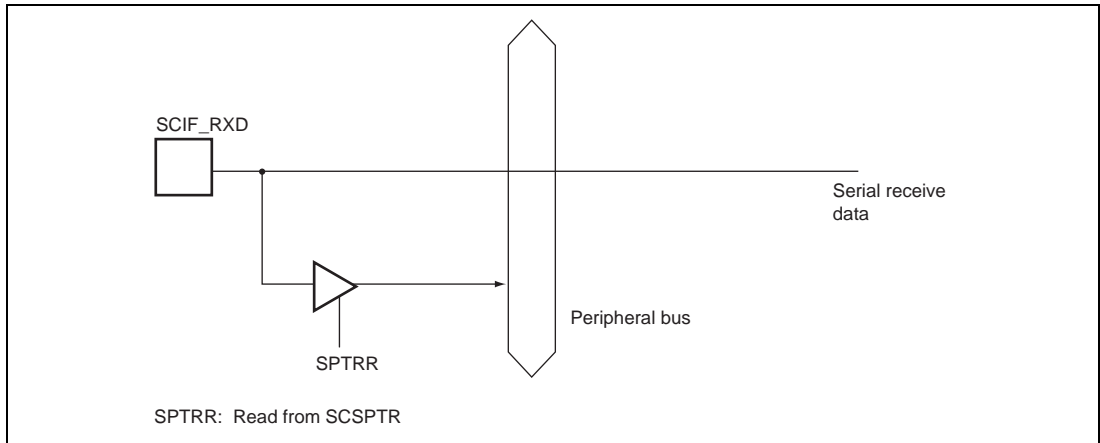 SCIF_RXD
Serial receive
data
Peripheral bus
SPTRR
SPTRR: Read from SCSPTR